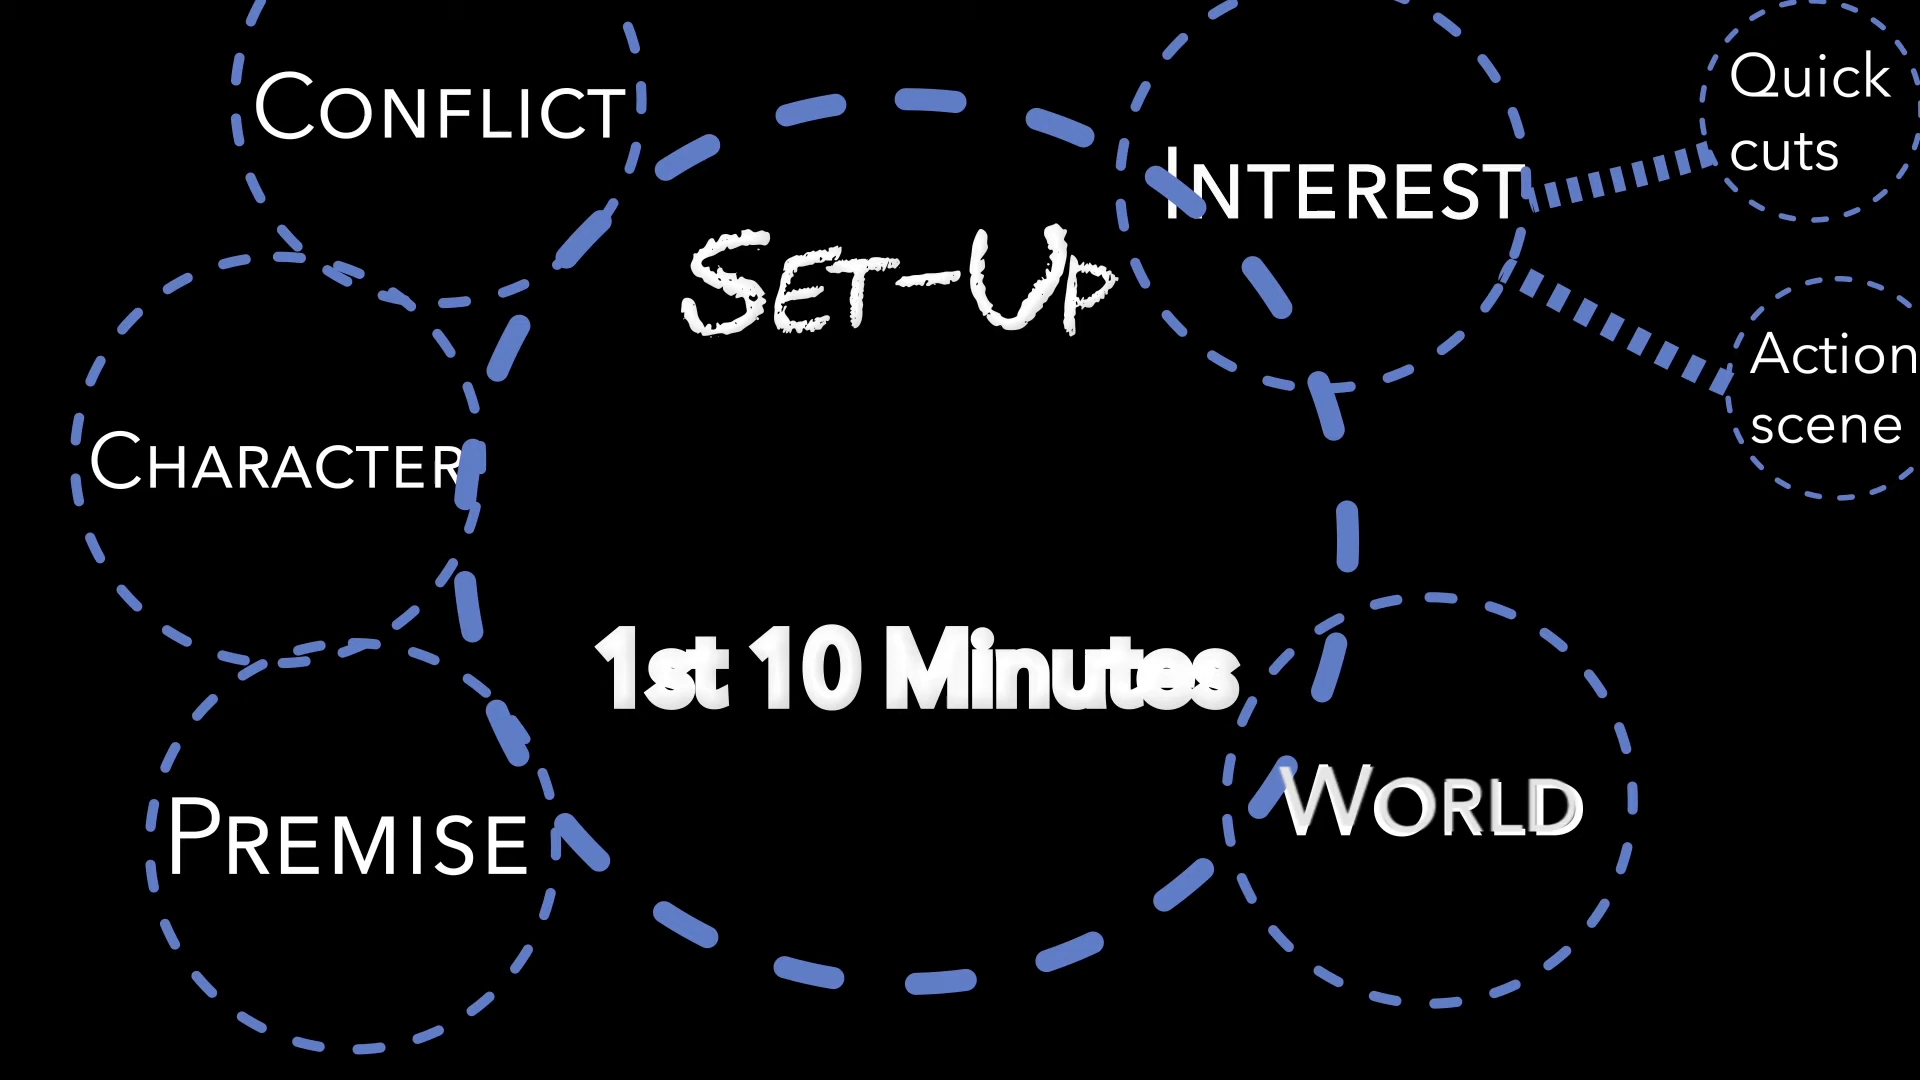 Conflict
Interest
Quick
cuts
Set-Up
Action
scene
Character
1st 10 Minutes
World
Premise